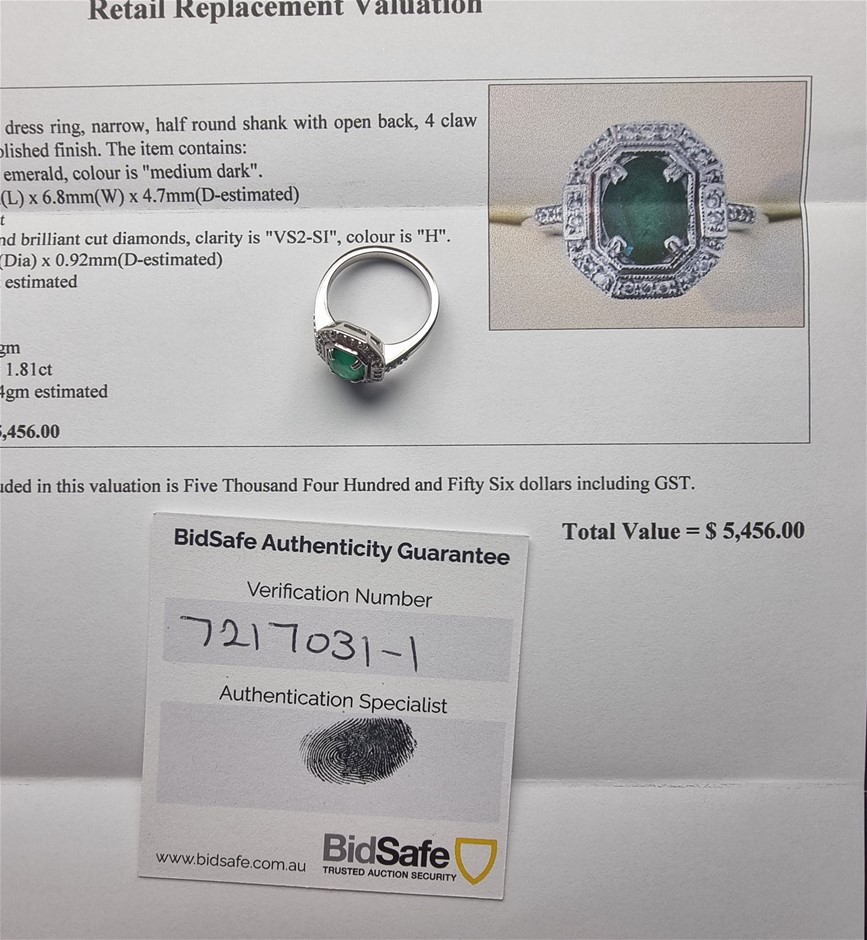 Retail Replacement Valuation
dress ring, narrow, half round shank with open back, 4 claw
polished finish. The item contains:
emerald, colour is "medium dark".
(L) x 6.8mm(W) x 4.7mm(D-estimated)
brilliant cut diamonds, clarity is "VS2-SI", colour is "H".
(Dia) x 0.92mm(D-estimated)
estimated
gm
1.81ct
4gm estimated
5,456.00
in this valuation is Five Thousand Four Hundred and Fifty Six dollars including GST.
Total Value = $ 5,456.00
BidSafe Authenticity Guarantee
Verification Number
7217031-1
Authentication Specialist
www.bidsafe.com.au
BidSafe
TRUSTED AUCTION SECURITY